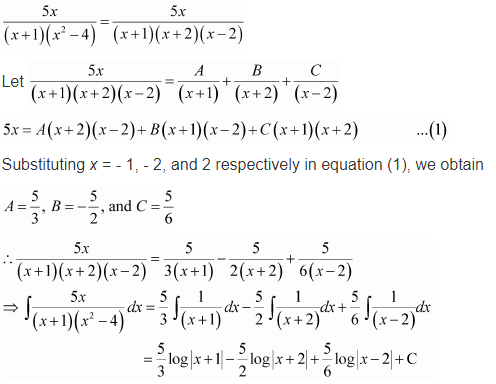 5x/((x+1)(x²−4)) = 5x/((x+1)(x+2)(x−2))
Let 5x/((x+1)(x+2)(x−2)) = A/(x+1) + B/(x+2) + C/(x−2)
5x = A(x+2)(x−2)+B(x+1)(x−2)+C(x+1)(x+2) ...(1)
Substituting x = - 1, - 2, and 2 respectively in equation (1), we obtain
A = 5/3, B = −5/2, and C = 5/6
∴ 5x/((x+1)(x+2)(x−2)) = 5/(3(x+1)) − 5/(2(x+2)) + 5/(6(x−2))
⇒ ∫ 5x/((x+1)(x²−4)) dx = 5/3 ∫ 1/(x+1) dx − 5/2 ∫ 1/(x+2) dx + 5/6 ∫ 1/(x−2) dx
= 5/3 log|x+1| − 5/2 log|x+2| + 5/6 log|x−2| + C